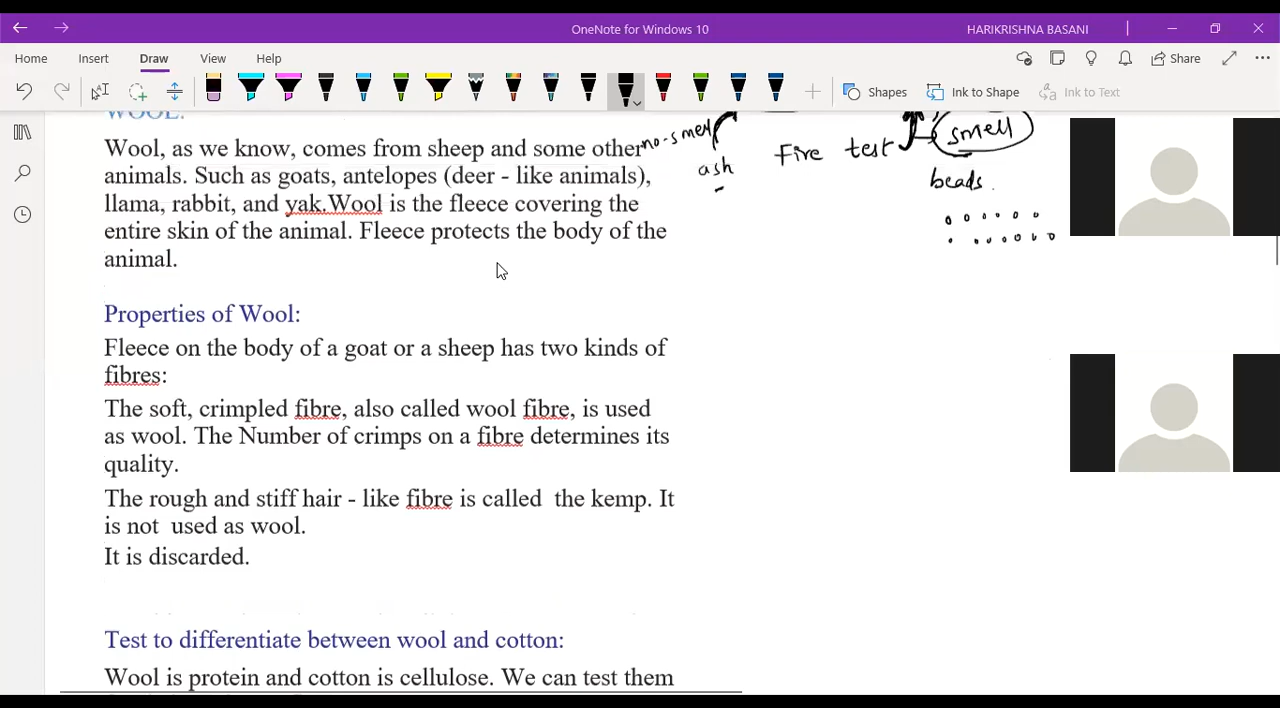 OneNote for Windows 10
HARIKRISHNA BASANI
Home
Insert
Draw
View
Help
Share
Shapes
Ink to Shape
Ink to Text
WOOL:
Wool, as we know, comes from sheep and some other
animals. Such as goats, antelopes (deer - like animals),
llama, rabbit, and yak.Wool is the fleece covering the
entire skin of the animal. Fleece protects the body of the
animal.
no-smell
ash
Fire test
smell
beads.
Properties of Wool:
Fleece on the body of a goat or a sheep has two kinds of
fibres:
The soft, crimpled fibre, also called wool fibre, is used
as wool. The Number of crimps on a fibre determines its
quality.
The rough and stiff hair - like fibre is called the kemp. It
is not used as wool.
It is discarded.
Test to differentiate between wool and cotton:
Wool is protein and cotton is cellulose. We can test them